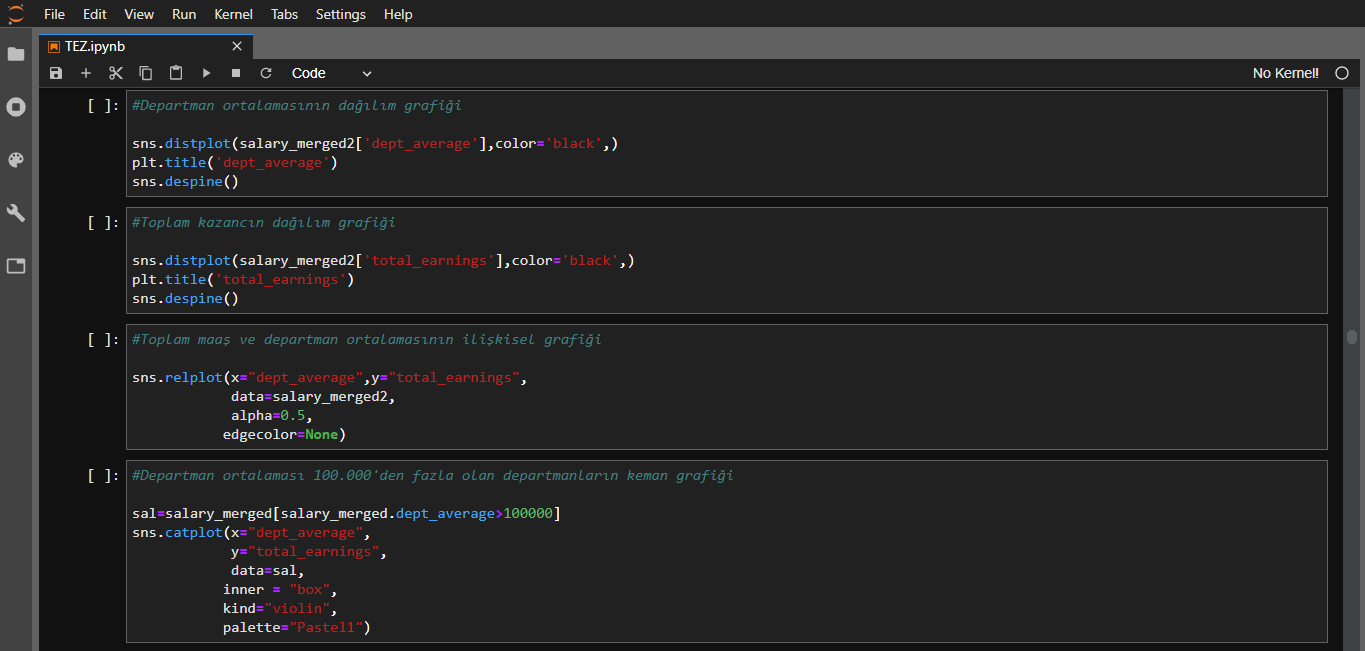 File Edit View Run Kernel Tabs Settings Help
TEZ.ipynb
Code No Kernel!
[ ]: #Departman ortalamasının dağılım grafiği
sns.distplot(salary_merged2['dept_average'],color='black',)
plt.title('dept_average')
sns.despine()
[ ]: #Toplam kazancın dağılım grafiği
sns.distplot(salary_merged2['total_earnings'],color='black',)
plt.title('total_earnings')
sns.despine()
[ ]: #Toplam maaş ve departman ortalamasının ilişkisel grafiği
sns.relplot(x="dept_average",y="total_earnings",
data=salary_merged2,
alpha=0.5,
edgecolor=None)
[ ]: #Departman ortalaması 100.000'den fazla olan departmanların keman grafiği
sal=salary_merged[salary_merged.dept_average>100000]
sns.catplot(x="dept_average",
y="total_earnings",
data=sal,
inner = "box",
kind="violin",
palette="Pastel1")